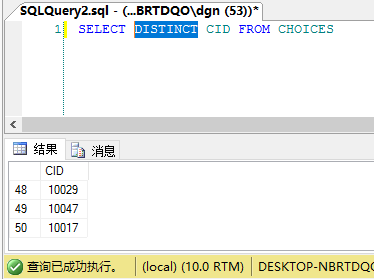 SQLQuery2.sql - (...BRTDQO\dgn (53))*
1 SELECT DISTINCT CID FROM CHOICES
结果 消息
CID
48 10029
49 10047
50 10017
查询已成功执行。 (local) (10.0 RTM) DESKTOP-NBRTDQ